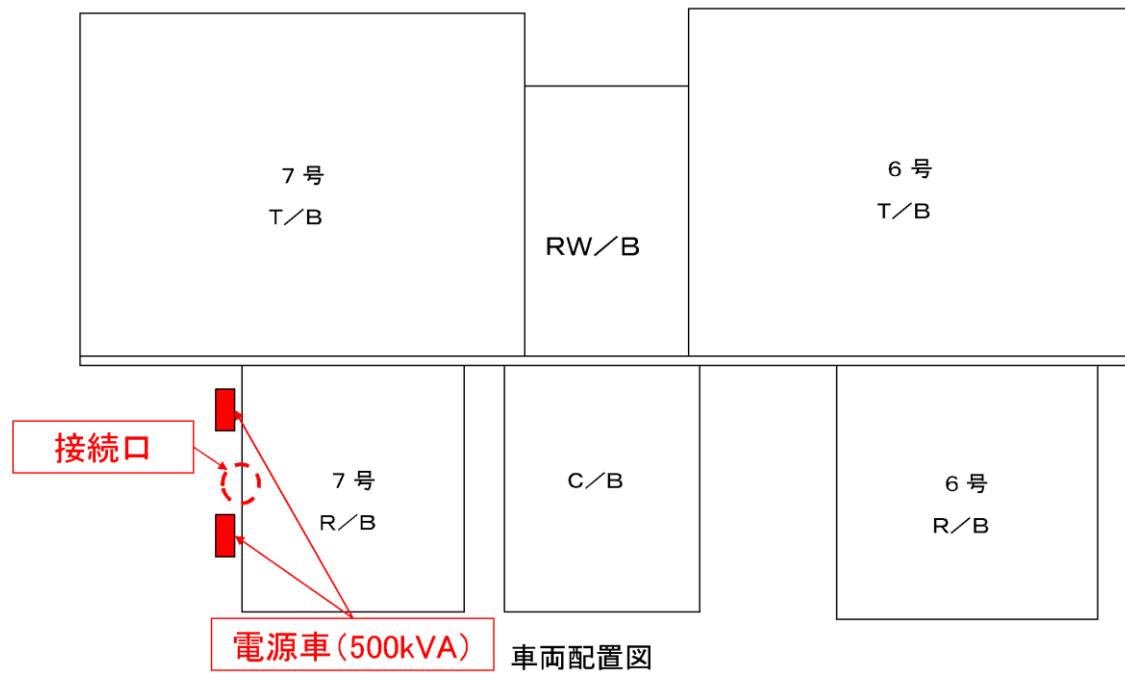 7 号
T/B
RW/B
6 号
T/B
接続口
7 号
R/B
C/B
6 号
R/B
電源車(500kVA)
車両配置図